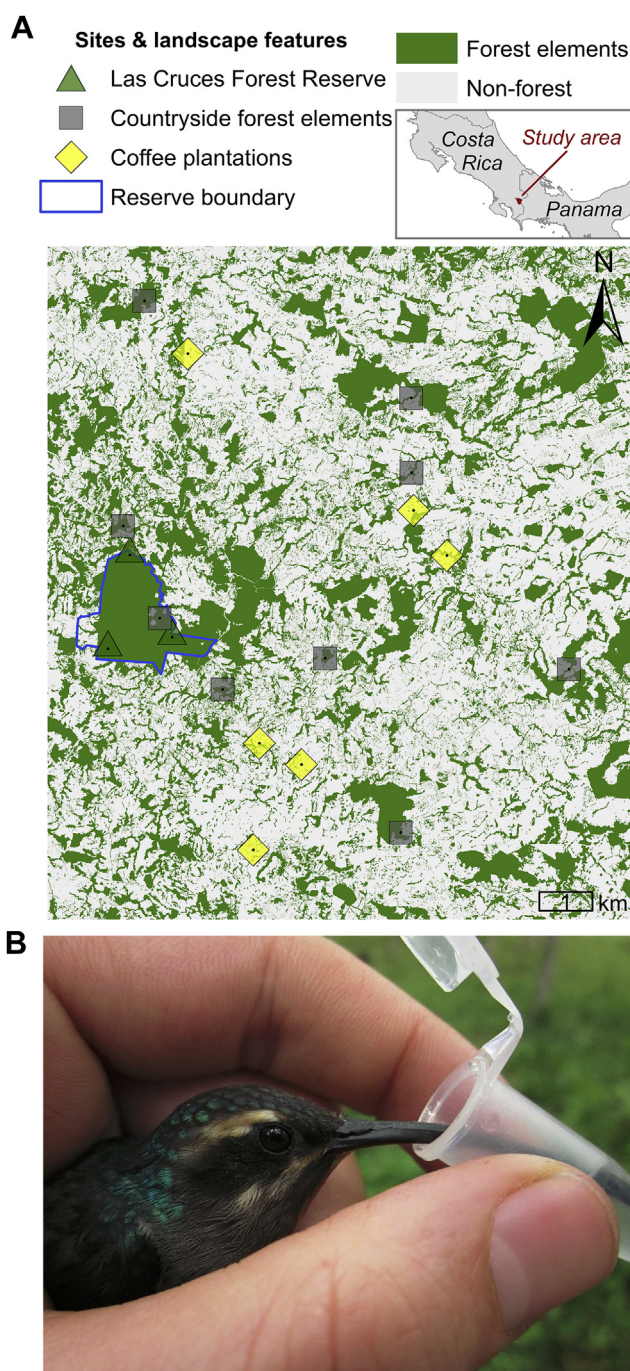 A
Sites & landscape features
Las Cruces Forest Reserve
Countryside forest elements
Coffee plantations
Reserve boundary
Forest elements
Non-forest
Costa
Rica
Study area
Panama
N
1 km
B